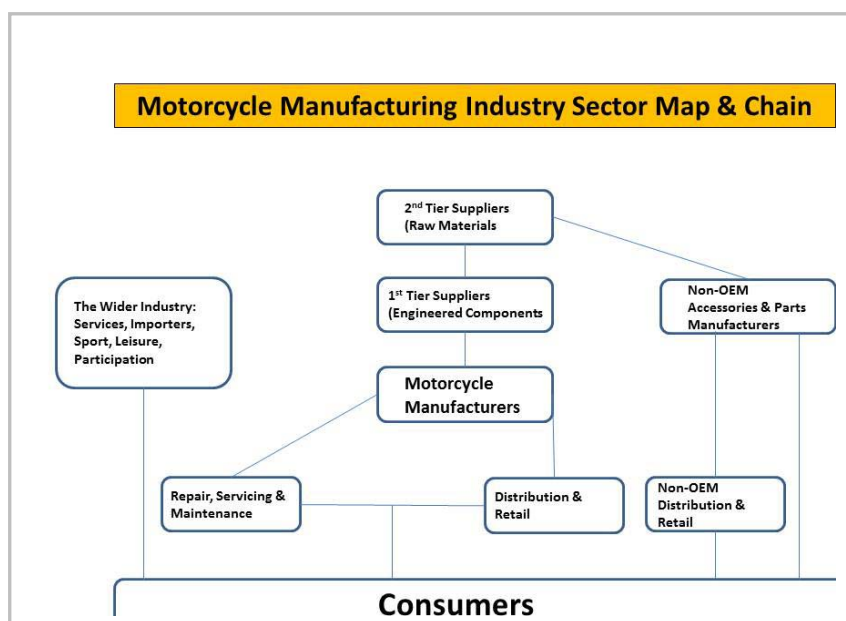 Motorcycle Manufacturing Industry Sector Map & Chain
2nd Tier Suppliers
(Raw Materials
1st Tier Suppliers
(Engineered Components
The Wider Industry:
Services, Importers,
Sport, Leisure,
Participation
Non-OEM
Accessories & Parts
Manufacturers
Motorcycle
Manufacturers
Repair, Servicing &
Maintenance
Distribution &
Retail
Non-OEM
Distribution &
Retail
Consumers